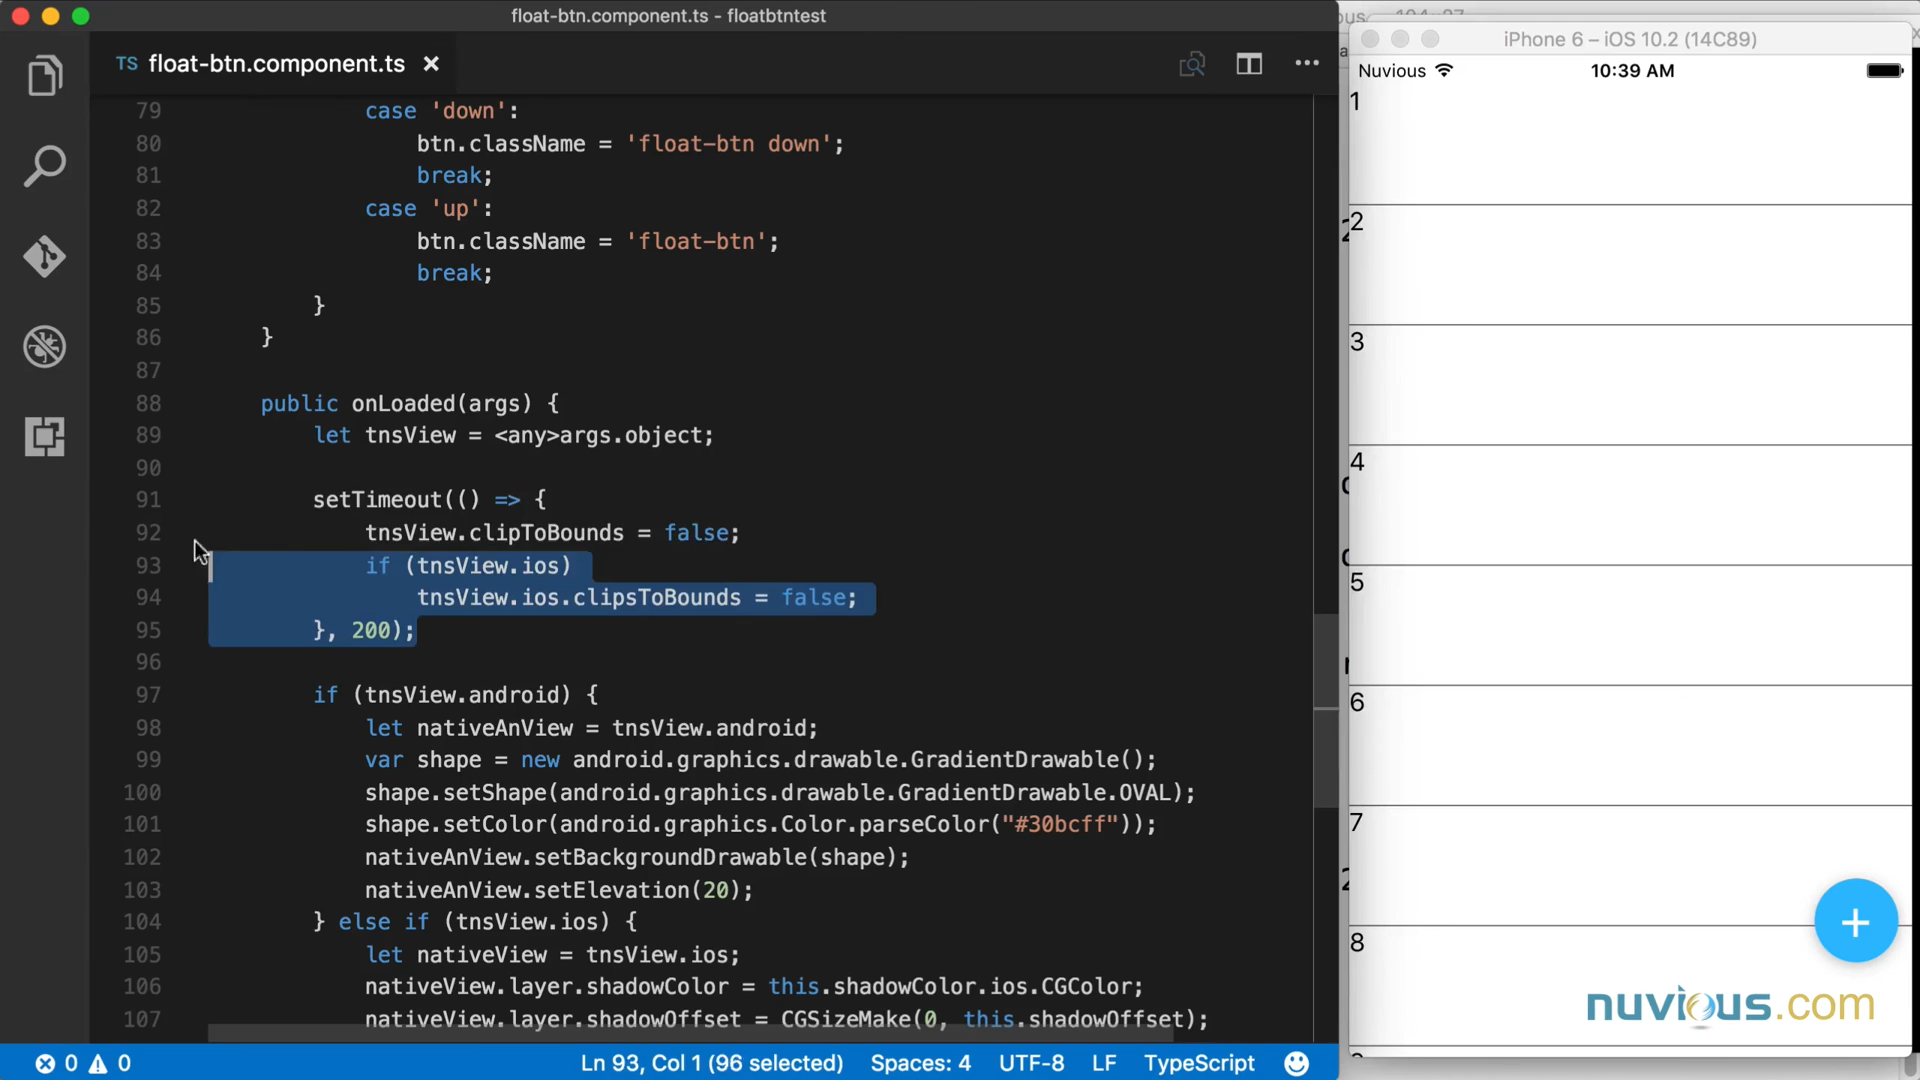 float-btn.component.ts - floatbtntest
TS float-btn.component.ts
79 case 'down':
80 btn.className = 'float-btn down';
81 break;
82 case 'up':
83 btn.className = 'float-btn';
84 break;
85 }
86 }
87
88 public onLoaded(args) {
89 let tnsView = <any>args.object;
90
91 setTimeout(() => {
92 tnsView.clipToBounds = false;
93 if (tnsView.ios)
94 tnsView.ios.clipsToBounds = false;
95 }, 200);
96
97 if (tnsView.android) {
98 let nativeAnView = tnsView.android;
99 var shape = new android.graphics.drawable.GradientDrawable();
100 shape.setShape(android.graphics.drawable.GradientDrawable.OVAL);
101 shape.setColor(android.graphics.Color.parseColor("#30bcff"));
102 nativeAnView.setBackgroundDrawable(shape);
103 nativeAnView.setElevation(20);
104 } else if (tnsView.ios) {
105 let nativeView = tnsView.ios;
106 nativeView.layer.shadowColor = this.shadowColor.ios.CGColor;
107 nativeView.layer.shadowOffset = CGSizeMake(0, this.shadowOffset);
0 0
Ln 93, Col 1 (96 selected) Spaces: 4 UTF-8 LF TypeScript
iPhone 6 – iOS 10.2 (14C89)
Nuvious 10:39 AM
1
2
3
4
5
6
7
8
+
nuvious.com